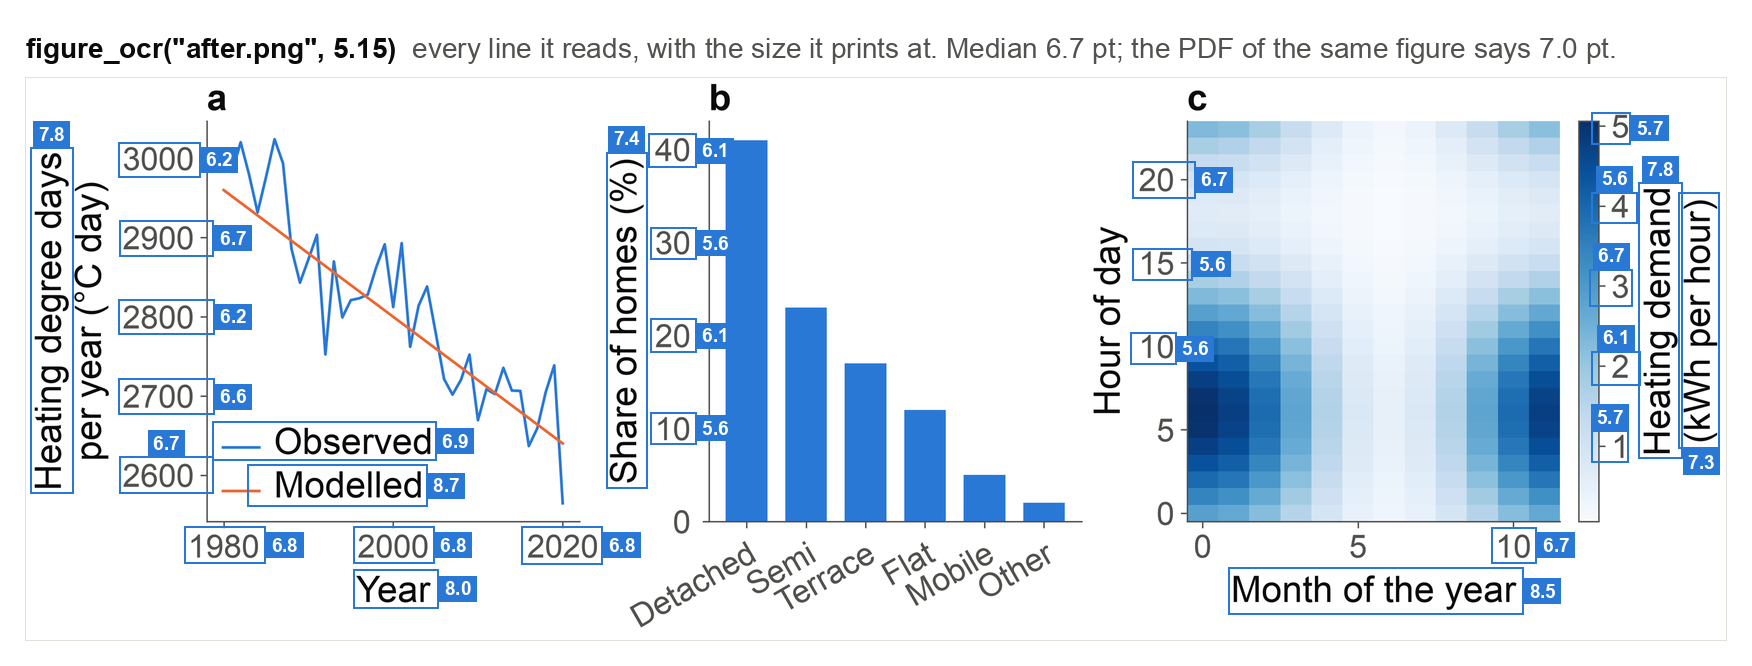 figure_ocr("after.png", 5.15) every line it reads, with the size it prints at. Median 6.7 pt; the PDF of the same figure says 7.0 pt.
a
7.8
Heating degree days
per year (°C day)
3000 6.2
2900 6.7
2800 6.2
2700 6.6
6.7
2600
Observed 6.9
Modelled 8.7
1980 6.8
2000 6.8
2020 6.8
Year 8.0
b
7.4
Share of homes (%)
40 6.1
30 5.6
20 6.1
10 5.6
0
Detached
Semi
Terrace
Flat
Mobile
Other
c
Hour of day
20 6.7
15 5.6
10 5.6
5
0
0
5
10 6.7
Month of the year 8.5
5 5.7
5.6
4
6.7
3
6.1
2
5.7
1
7.8
Heating demand
(kWh per hour)
7.3